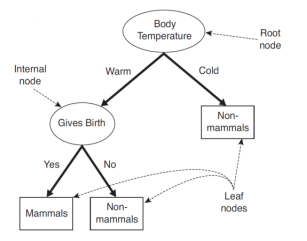 Body
Temperature
Root
node
Internal
node
Warm
Cold
Gives Birth
Non-
mammals
Yes
No
Mammals
Non-
mammals
Leaf
nodes